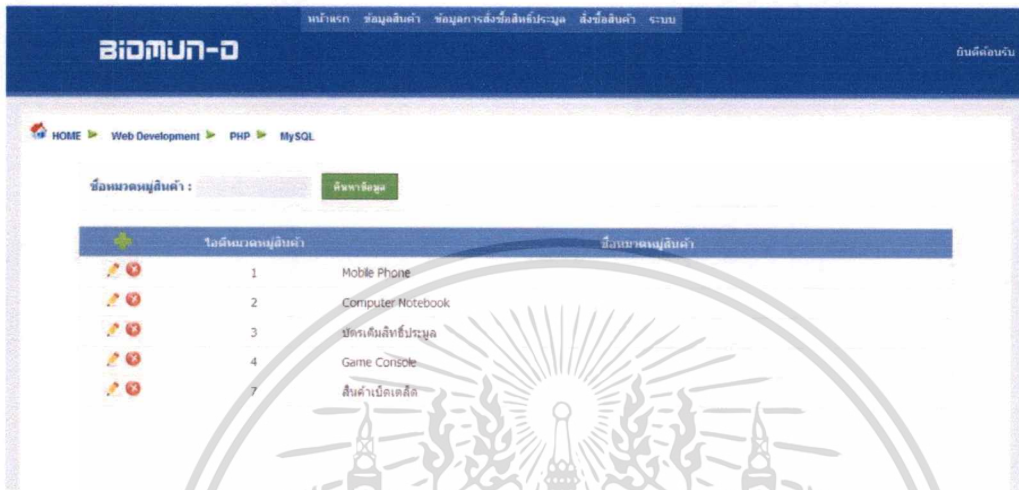 หน้าแรก ข้อมูลสินค้า ข้อมูลการสั่งซื้อสิทธิ์ประมูล สั่งซื้อสินค้า ระบบ
BIDMUN-D
ยินดีต้อนรับ
HOME Web Development PHP MySQL
ชื่อหมวดหมู่สินค้า :
ค้นหาข้อมูล
ไอดีหมวดหมู่สินค้า ชื่อหมวดหมู่สินค้า
1 Mobile Phone
2 Computer Notebook
3 บัตรเติมสิทธิ์ประมูล
4 Game Console
7 สินค้าเบ็ดเตล็ด